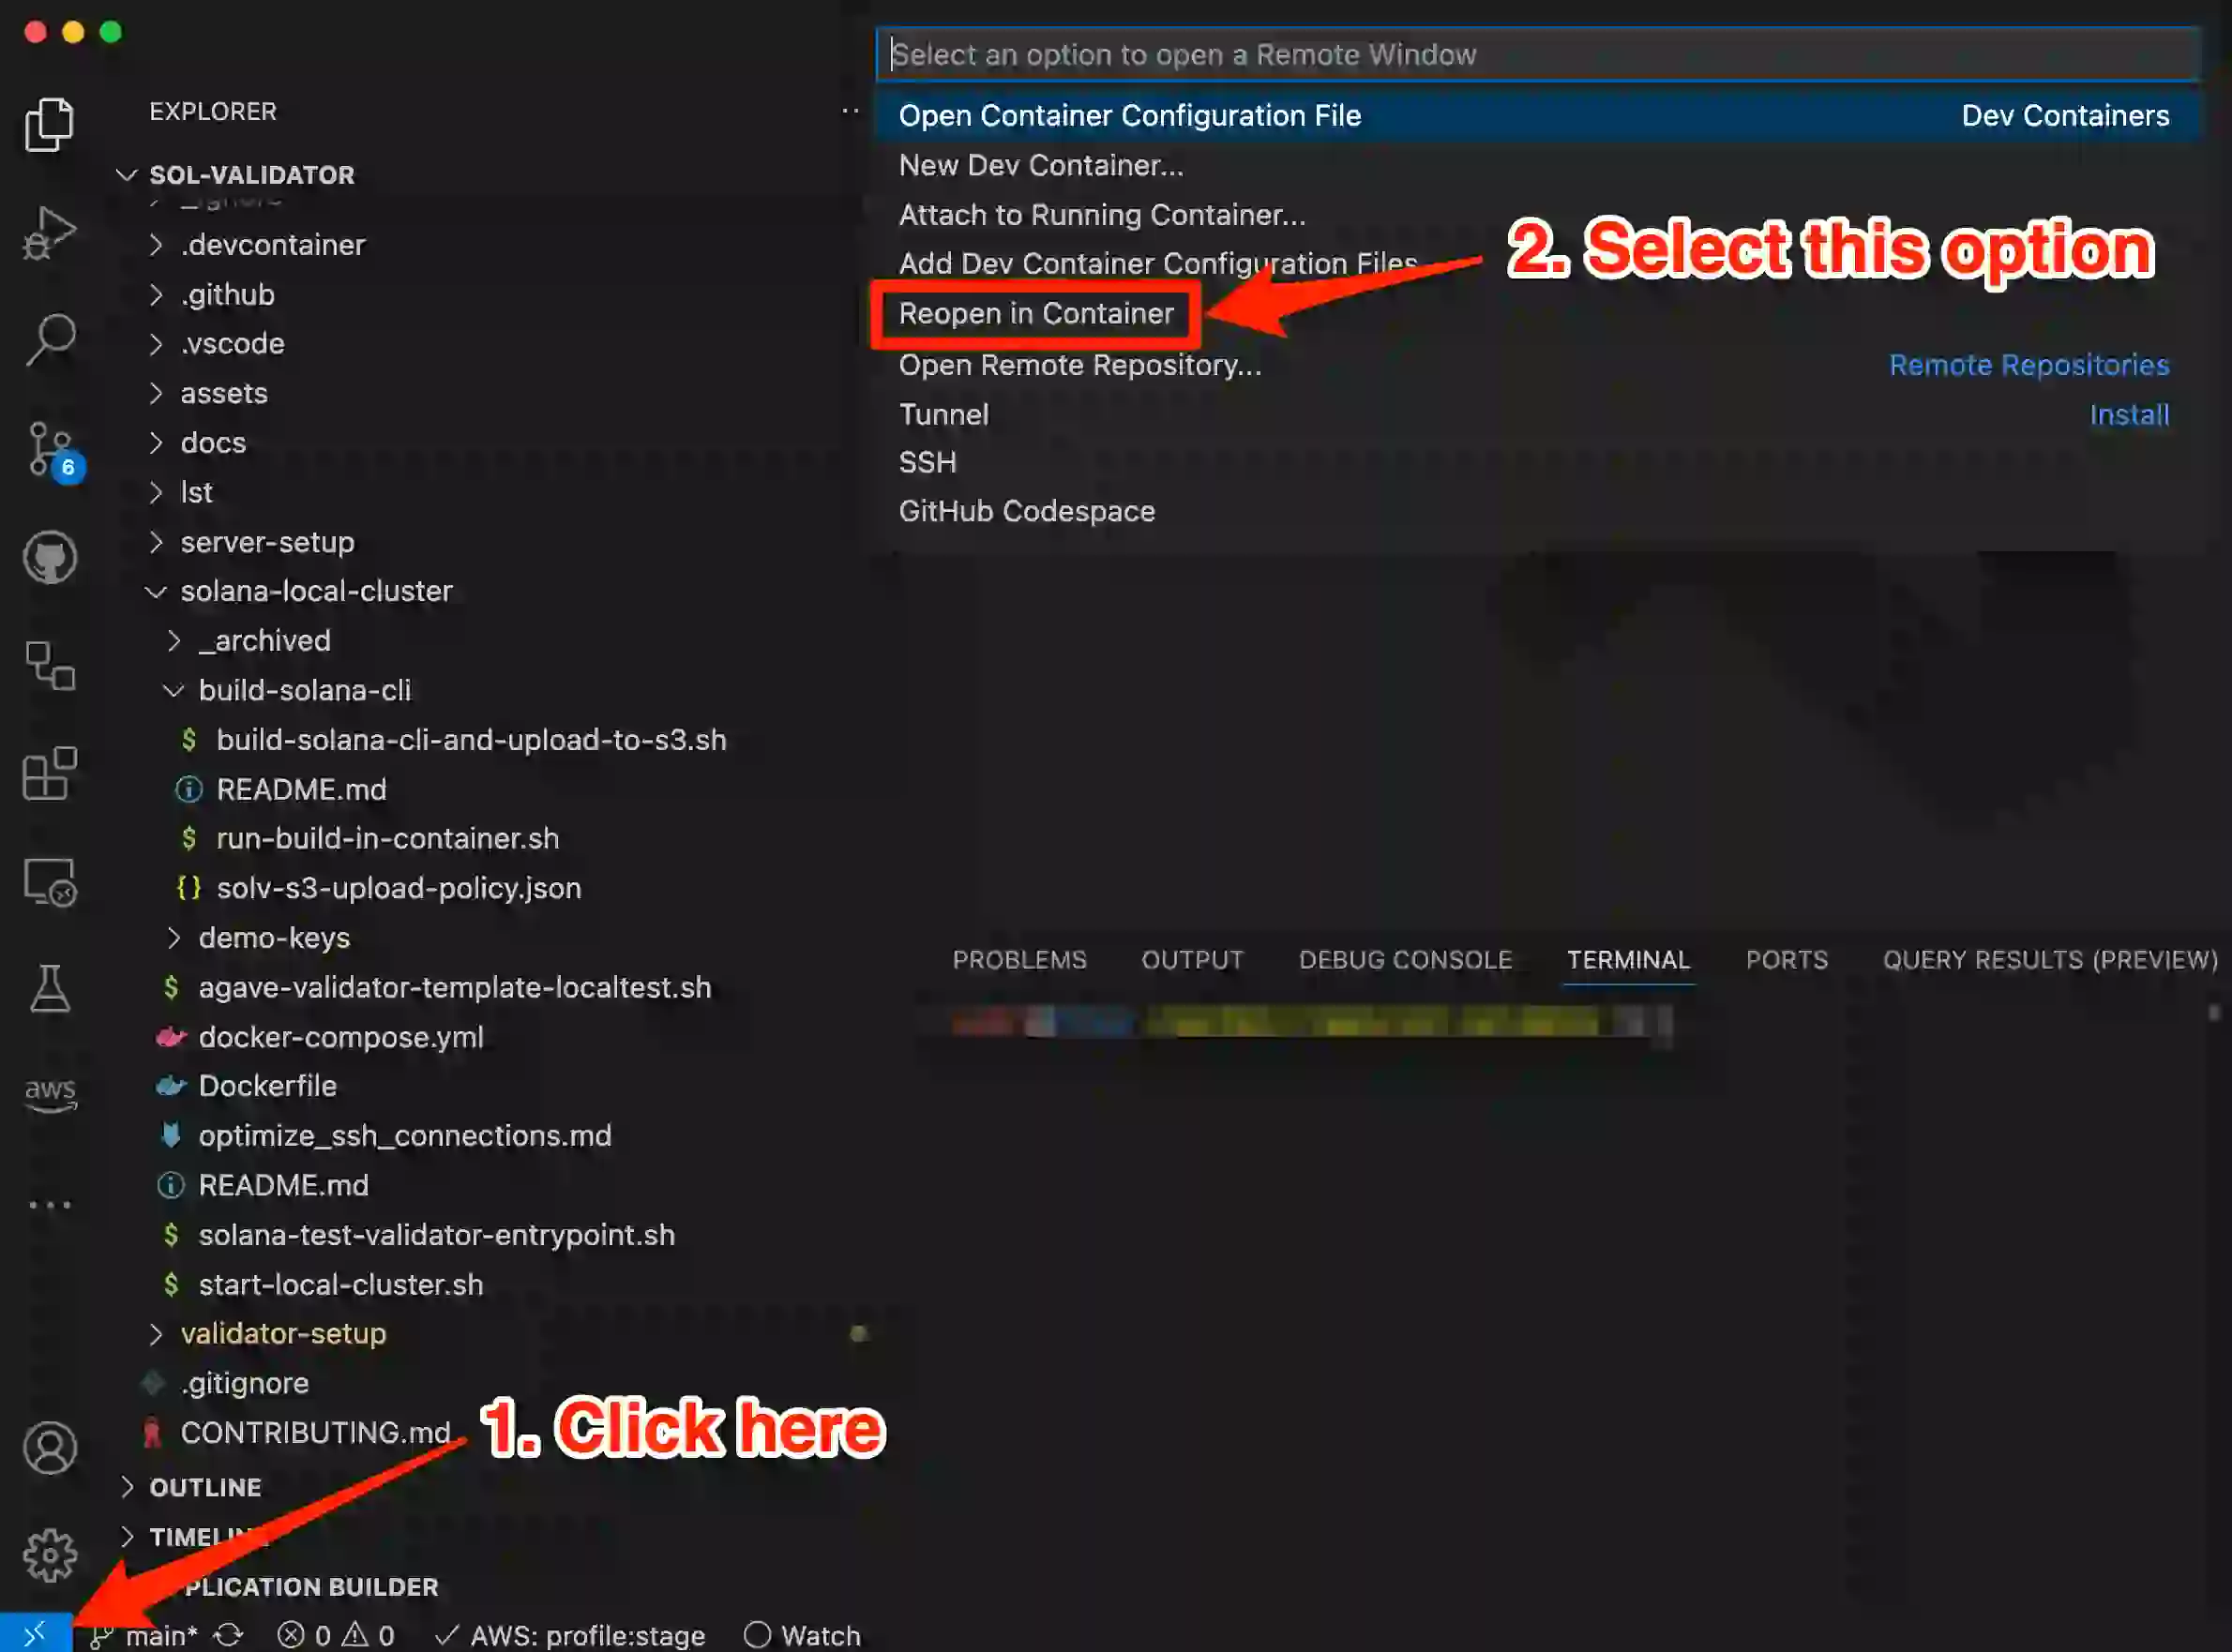 Select an option to open a Remote Window
Open Container Configuration File
Dev Containers
New Dev Container...
Attach to Running Container...
Add Dev Container Configuration Files
Reopen in Container
Open Remote Repository...
Remote Repositories
Tunnel
Install
SSH
GitHub Codespace
2. Select this option
EXPLORER
SOL-VALIDATOR
.devcontainer
.github
.vscode
assets
docs
lst
server-setup
solana-local-cluster
_archived
build-solana-cli
$ build-solana-cli-and-upload-to-s3.sh
README.md
$ run-build-in-container.sh
{} solv-s3-upload-policy.json
demo-keys
$ agave-validator-template-localtest.sh
docker-compose.yml
Dockerfile
optimize_ssh_connections.md
README.md
$ solana-test-validator-entrypoint.sh
$ start-local-cluster.sh
validator-setup
.gitignore
CONTRIBUTING.md
1. Click here
OUTLINE
PLICATION BUILDER
6
aws
PROBLEMS
OUTPUT
DEBUG CONSOLE
TERMINAL
PORTS
QUERY RESULTS (PREVIEW)
main* 0 0 AWS: profile:stage Watch